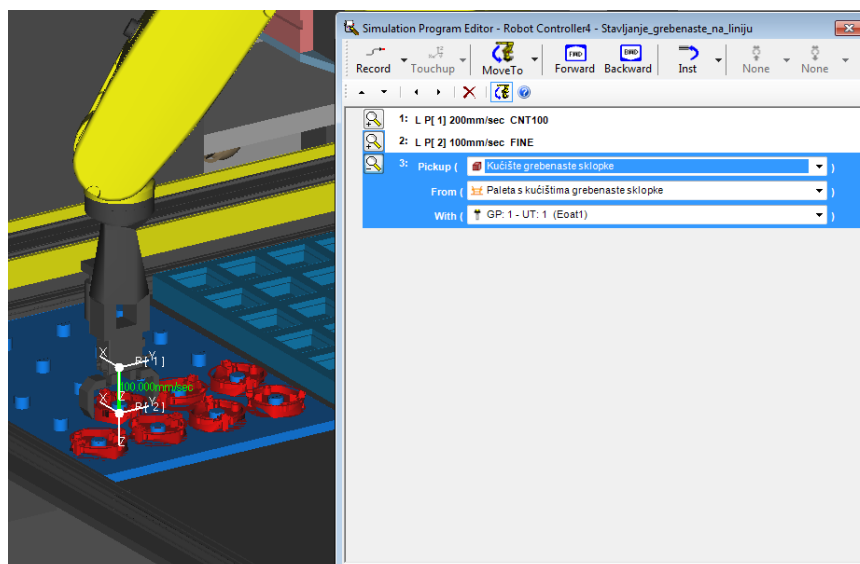 Simulation Program Editor - Robot Controller4 - Stavljanje_grebenaste_na_liniju
Record Touchup MoveTo FWD Forward BWD Backward Inst None None
1: L P[ 1] 200mm/sec CNT100
2: L P[ 2] 100mm/sec FINE
3: Pickup ( Kućište grebenaste sklopke )
From ( Paleta s kućištima grebenaste sklopke )
With ( GP: 1 - UT: 1 (Eoat1) )
X Y P[ 1]
Z 100.000mm/sec
X Y P[ 2]
Z